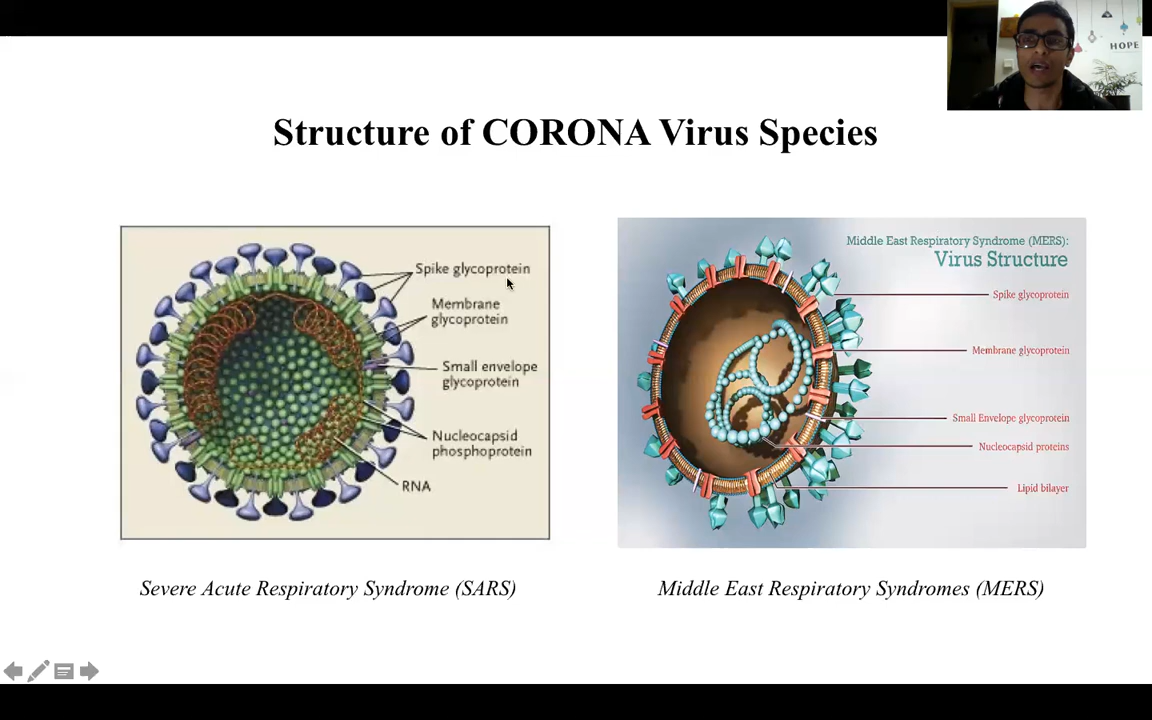 HOPE
Structure of CORONA Virus Species
Spike glycoprotein
Membrane
glycoprotein
Small envelope
glycoprotein
Nucleocapsid
phosphoprotein
RNA
Middle East Respiratory Syndrome (MERS):
Virus Structure
Spike glycoprotein
Membrane glycoprotein
Small Envelope glycoprotein
Nucleocapsid proteins
Lipid bilayer
Severe Acute Respiratory Syndrome (SARS)
Middle East Respiratory Syndromes (MERS)